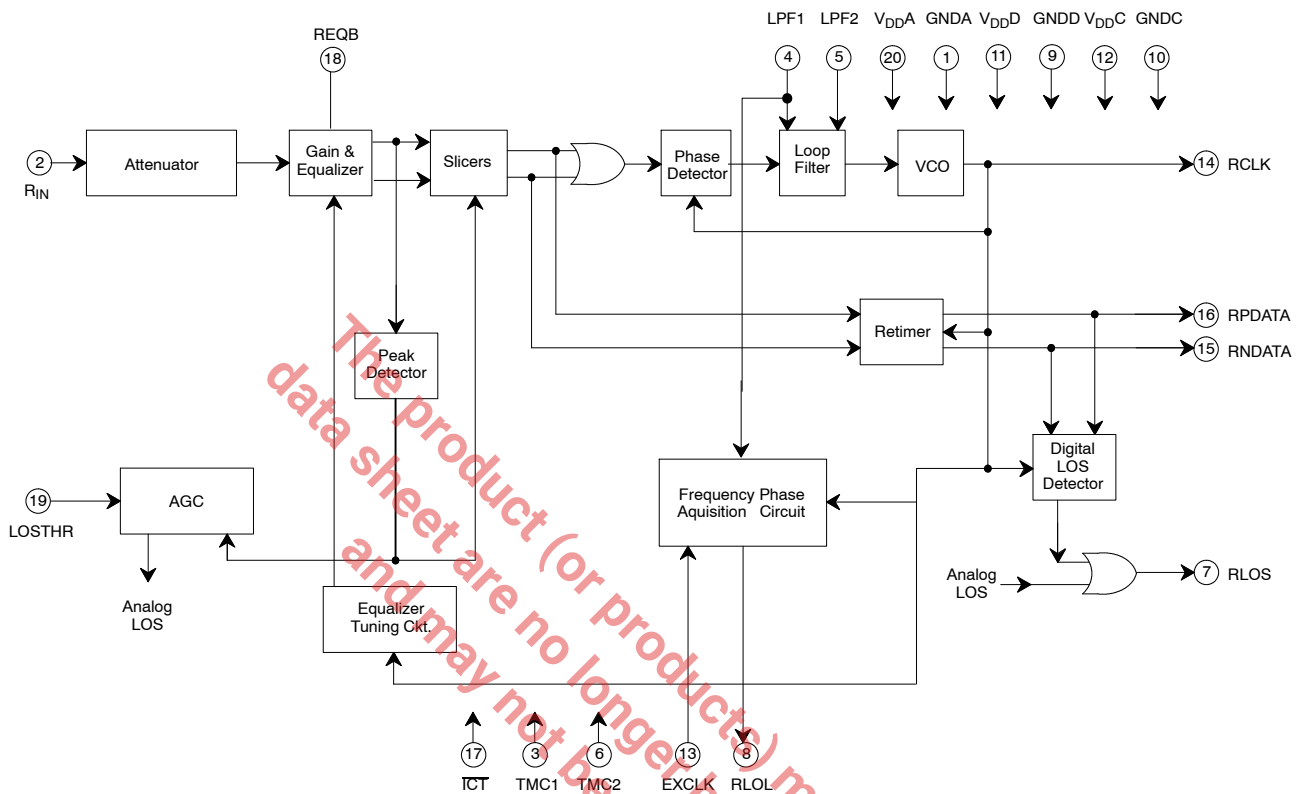 LPF1 LPF2 VDDA GNDA VDDD GNDD VDDC GNDC
REQB
18 4 5 20 1 11 9 12 10
2 Attenuator Gain & Equalizer Slicers Phase Detector Loop Filter VCO 14 RCLK
RIN
Retimer 16 RPDATA
15 RNDATA
Peak
Detector
19 LOSTHR
AGC
Frequency Phase
Aquisition Circuit
Digital
LOS
Detector
Analog
LOS
Equalizer
Tuning Ckt.
Analog
LOS
7 RLOS
17 3 6 13 8
ICT TMC1 TMC2 EXCLK RLOL
The product (or products) m
data sheet are no longer b
and may not be